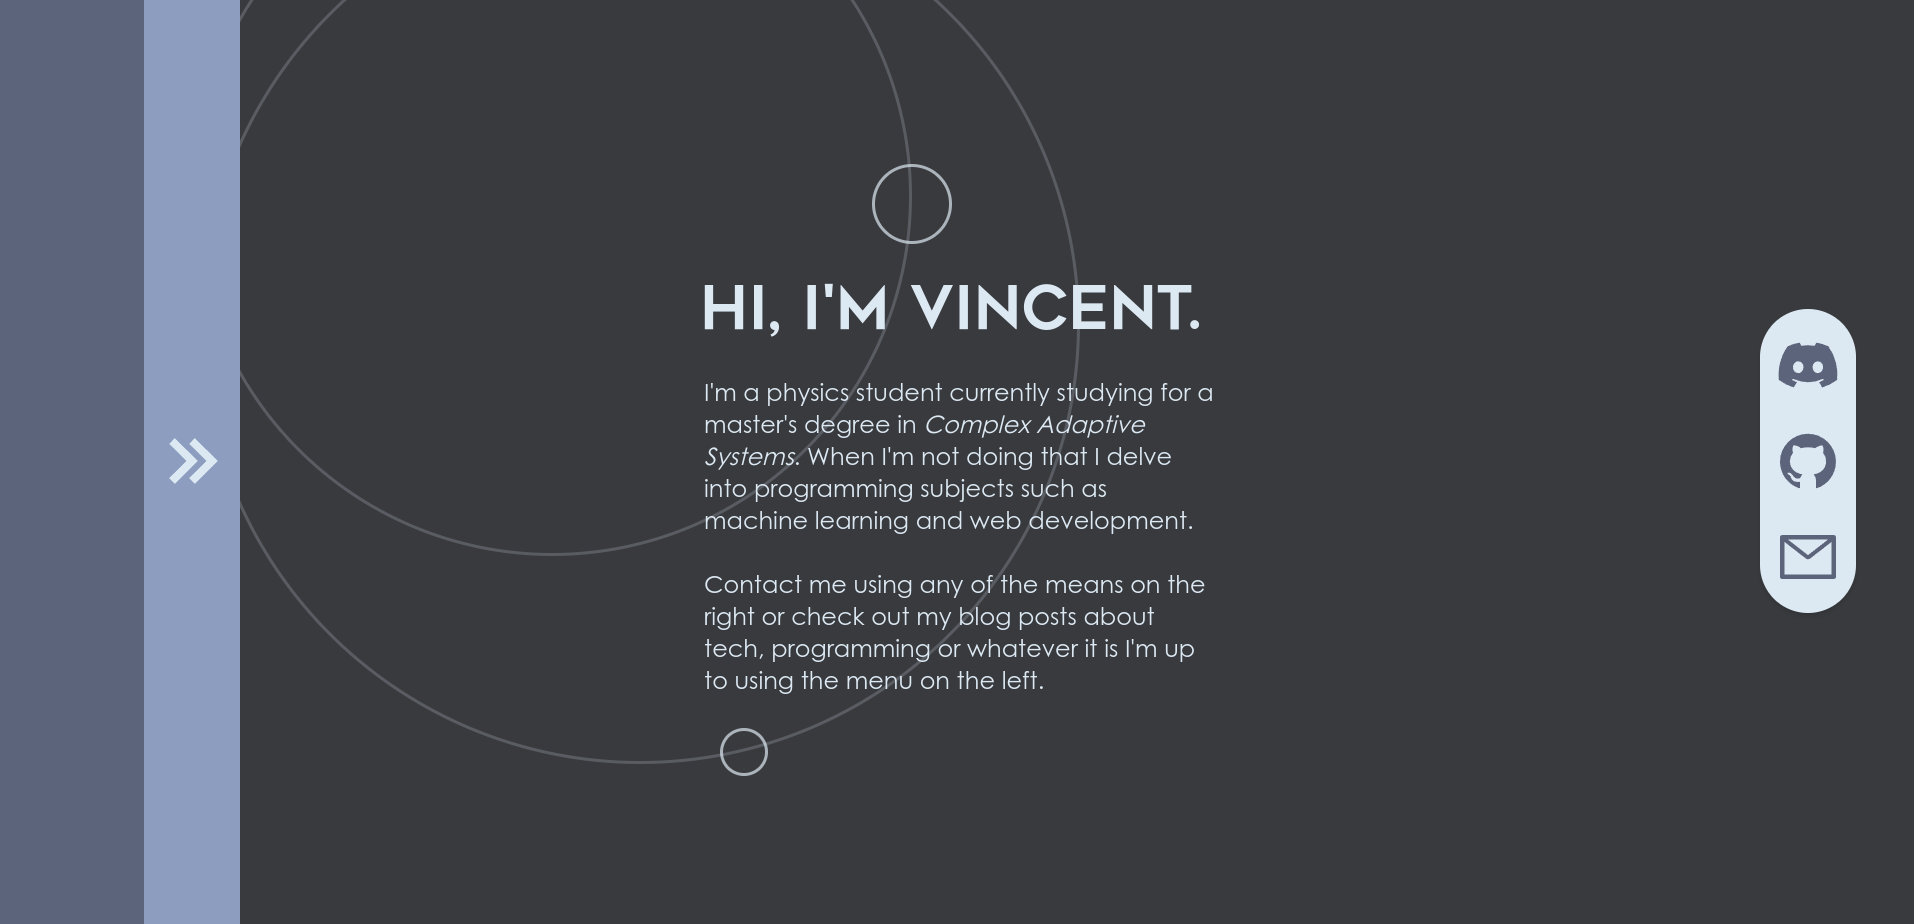 HI, I'M VINCENT.
I'm a physics student currently studying for a
master's degree in Complex Adaptive
Systems. When I'm not doing that I delve
into programming subjects such as
machine learning and web development.
Contact me using any of the means on the
right or check out my blog posts about
tech, programming or whatever it is I'm up
to using the menu on the left.